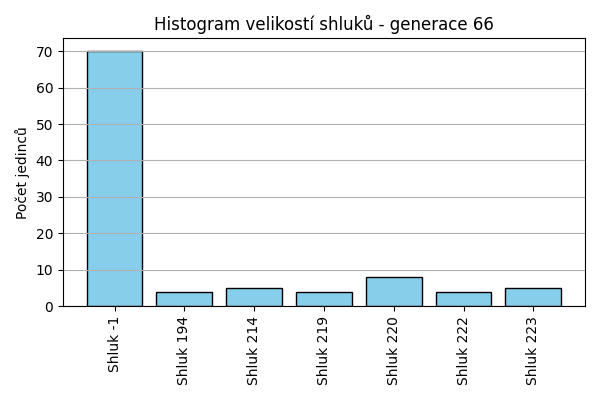 Histogram velikostí shluků - generace 66
Počet jedinců
70
60
50
40
30
20
10
0
Shluk -1
Shluk 194
Shluk 214
Shluk 219
Shluk 220
Shluk 222
Shluk 223